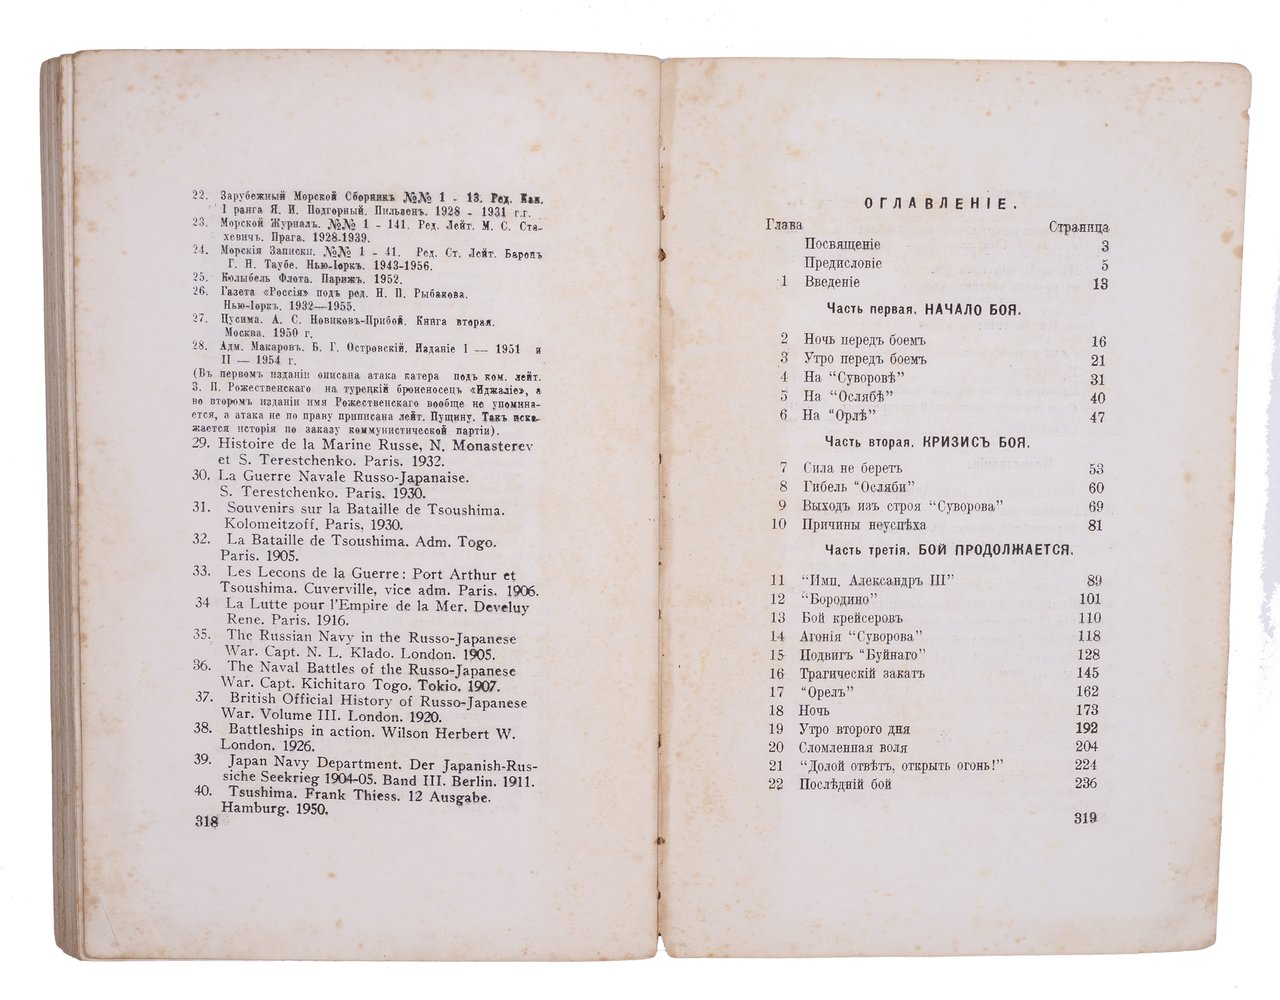 22. Зарубежный Морской Сборникъ №№ 1 - 13. Ред. Кап.
I ранга Я. И. Подгорный. Пильзен. 1928 - 1931 г.г.
23. Морской Журналъ. №№ 1 - 141. Ред. Лейт. М. С. Ста-
хевичъ. Прага. 1928-1939.
24. Морскія Записки. №№ 1 - 41. Ред. Ст. Лейт. Баронъ
Г. Н. Таубе. Нью-Іоркъ. 1943-1956.
25. Колыбель Флота. Парижъ. 1952.
26. Газета «Россія» подъ ред. Н. П. Рыбакова.
Нью-Іоркъ. 1932—1955.
27. Цусима. А. С. Новиковъ-Прибой. Книга вторая.
Москва. 1950 г.
28. Адм. Макаровъ. Б. Г. Островскій. Изданіе I — 1951 и
II — 1954 г.
(Въ первомъ изданіи описана атака катера подъ ком. лейт.
З. П. Рожественскаго на турецкій броненосецъ «Иджаліе», а
во второмъ изданіи имя Рожественскаго вообще не упомина-
ется, а атака не по праву приписана лейт. Пущину. Такъ иска-
жается исторія по заказу коммунистической партіи).
29. Histoire de la Marine Russe, N. Monasterev
et S. Terestchenko. Paris. 1932.
30. La Guerre Navale Russo-Japanaise.
S. Terestchenko. Paris. 1930.
31. Souvenirs sur la Bataille de Tsoushima.
Kolomeitzoff. Paris, 1930.
32. La Bataille de Tsoushima. Adm. Togo.
Paris. 1905.
33. Les Lecons de la Guerre: Port Arthur et
Tsoushima. Cuverville, vice adm. Paris. 1906.
34 La Lutte pour l'Empire de la Mer. Develuy
Rene. Paris. 1916.
35. The Russian Navy in the Russo-Japanese
War. Capt. N. L. Klado. London. 1905.
36. The Naval Battles of the Russo-Japanese
War. Capt. Kichitaro Togo. Tokio. 1907.
37. British Official History of Russo-Japanese
War. Volume III. London. 1920.
38. Battleships in action. Wilson Herbert W.
London. 1926.
39. Japan Navy Department. Der Japanish-Rus-
siche Seekrieg 1904-05. Band III. Berlin. 1911.
40. Tsushima. Frank Thiess. 12 Ausgabe.
Hamburg. 1950.
318
ОГЛАВЛЕНІЕ.
Глава Страница
Посвященіе 3
Предисловіе 5
1 Введеніе 13
Часть первая. НАЧАЛО БОЯ.
2 Ночь передъ боемъ 16
3 Утро передъ боемъ 21
4 На “Суворовѣ” 31
5 На “Ослябѣ” 40
6 На “Орлѣ” 47
Часть вторая. КРИЗИСЪ БОЯ.
7 Сила не беретъ 53
8 Гибель “Осляби” 60
9 Выходъ изъ строя “Суворова” 69
10 Причины неуспѣха 81
Часть третія. БОЙ ПРОДОЛЖАЕТСЯ.
11 “Имп. Александръ III” 89
12 “Бородино” 101
13 Бой крейсеровъ 110
14 Агонія “Суворова” 118
15 Подвигъ “Буйнаго” 128
16 Трагическій закатъ 145
17 “Орелъ” 162
18 Ночь 173
19 Утро второго дня 192
20 Сломленная воля 204
21 “Долой отвѣтъ, открыть огонь!” 224
22 Послѣдній бой 236
319